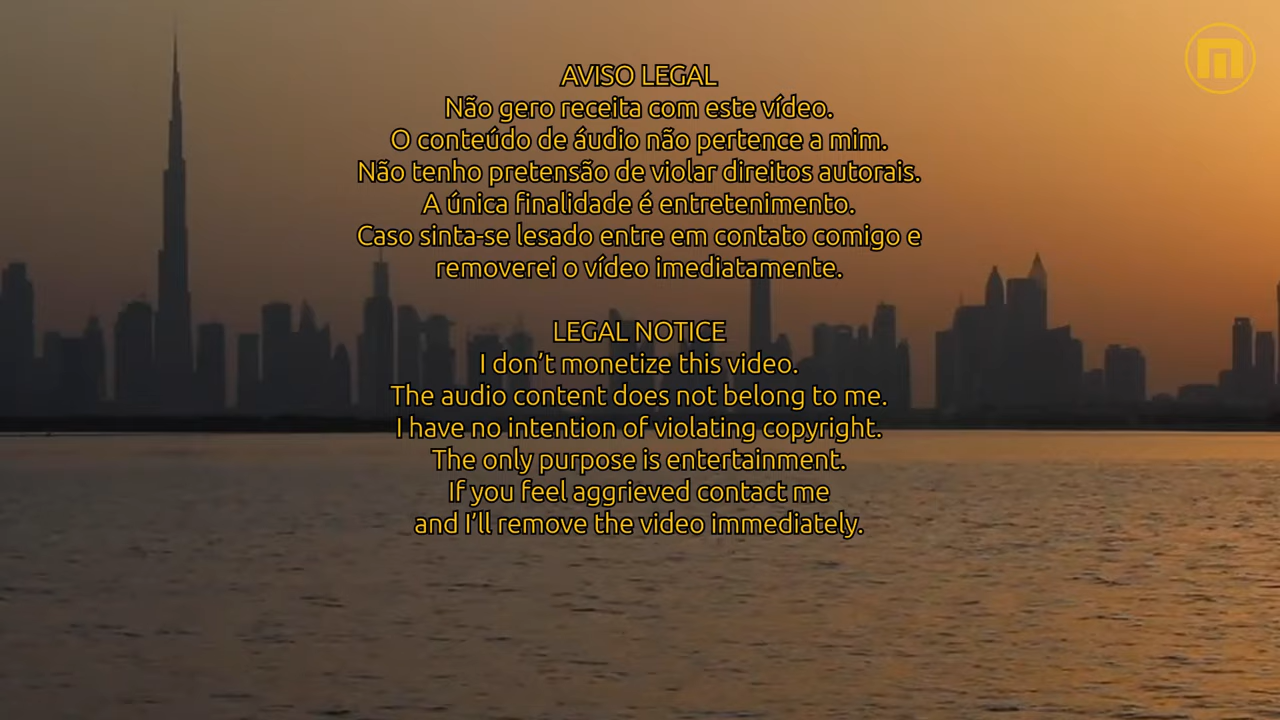 AVISO LEGAL
Não gero receita com este vídeo.
O conteúdo de áudio não pertence a mim.
Não tenho pretensão de violar direitos autorais.
A única finalidade é entretenimento.
Caso sinta-se lesado entre em contato comigo e
removerei o vídeo imediatamente.
LEGAL NOTICE
I don’t monetize this video.
The audio content does not belong to me.
I have no intention of violating copyright.
The only purpose is entertainment.
If you feel aggrieved contact me
and I’ll remove the video immediately.